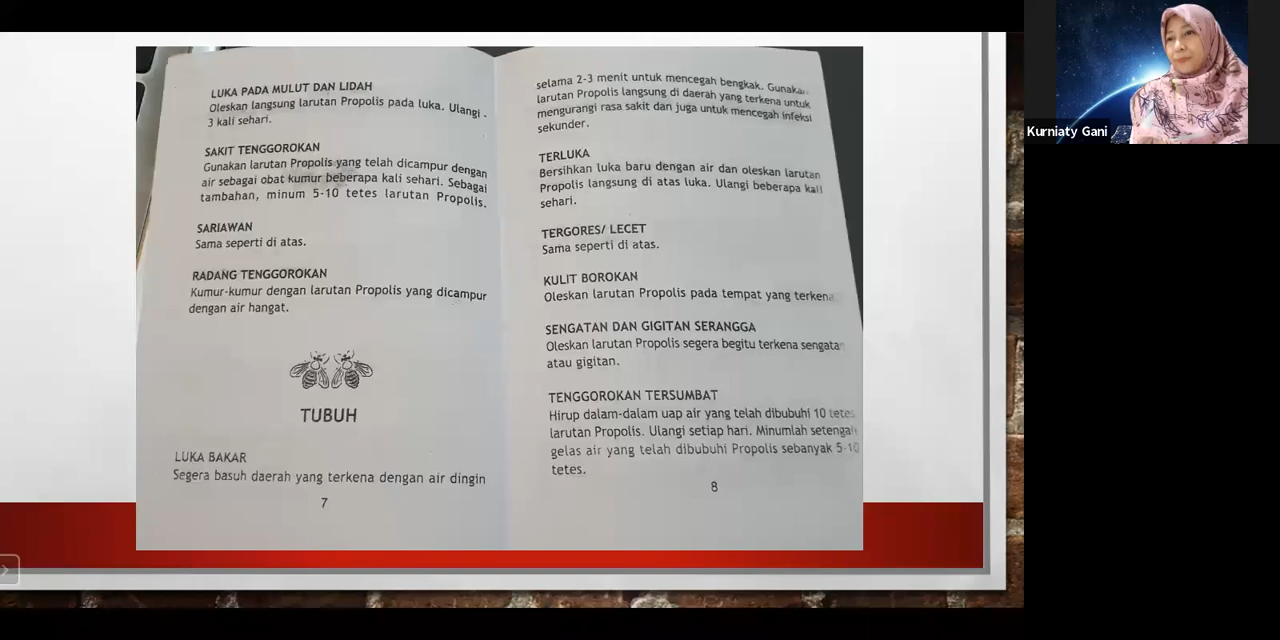 LUKA PADA MULUT DAN LIDAH
Oleskan langsung larutan Propolis pada luka. Ulangi
3 kali sehari.
SAKIT TENGGOROKAN
Gunakan larutan Propolis yang telah dicampur dengan
air sebagai obat kumur beberapa kali sehari. Sebagai
tambahan, minum 5-10 tetes larutan Propolis.
SARIAWAN
Sama seperti di atas.
RADANG TENGGOROKAN
Kumur-kumur dengan larutan Propolis yang dicampur
dengan air hangat.
TUBUH
LUKA BAKAR
Segera basuh daerah yang terkena dengan air dingin
7
selama 2-3 menit untuk mencegah bengkak. Gunakan
larutan Propolis langsung di daerah yang terkena untuk
mengurangi rasa sakit dan juga untuk mencegah infeksi
sekunder.
TERLUKA
Bersihkan luka baru dengan air dan oleskan larutan
Propolis langsung di atas luka. Ulangi beberapa kali
sehari.
TERGORES/ LECET
Sama seperti di atas.
KULIT BOROKAN
Oleskan larutan Propolis pada tempat yang terkena
SENGATAN DAN GIGITAN SERANGGA
Oleskan larutan Propolis segera begitu terkena sengatan
atau gigitan.
TENGGOROKAN TERSUMBAT
Hirup dalam-dalam uap air yang telah dibubuhi 10 tetes
larutan Propolis. Ulangi setiap hari. Minumlah setengah
gelas air yang telah dibubuhi Propolis sebanyak 5-10
tetes.
8
Kurniaty Gani